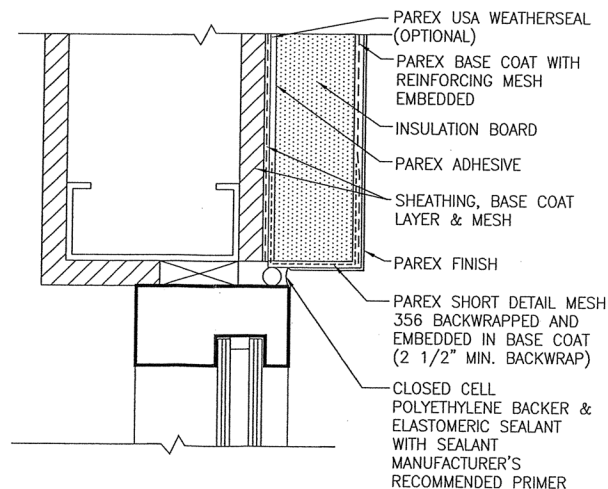 PAREX USA WEATHERSEAL
(OPTIONAL)
PAREX BASE COAT WITH
REINFORCING MESH
EMBEDDED
INSULATION BOARD
PAREX ADHESIVE
SHEATHING, BASE COAT
LAYER & MESH
PAREX FINISH
PAREX SHORT DETAIL MESH
356 BACKWRAPPED AND
EMBEDDED IN BASE COAT
(2 1/2" MIN. BACKWRAP)
CLOSED CELL
POLYETHYLENE BACKER &
ELASTOMERIC SEALANT
WITH SEALANT
MANUFACTURER'S
RECOMMENDED PRIMER